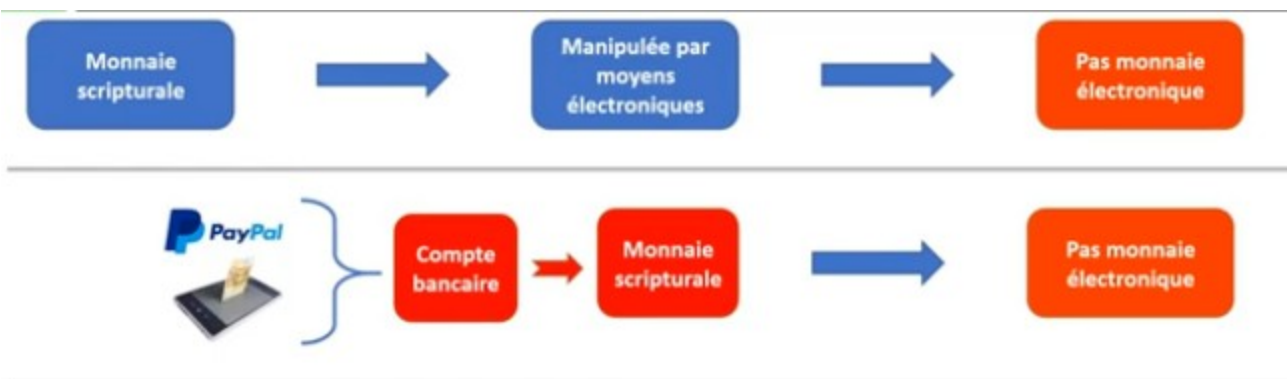 Monnaie
scripturale
Manipulée par
moyens
électroniques
Pas monnaie
électronique
PayPal
Compte
bancaire
Monnaie
scripturale
Pas monnaie
électronique